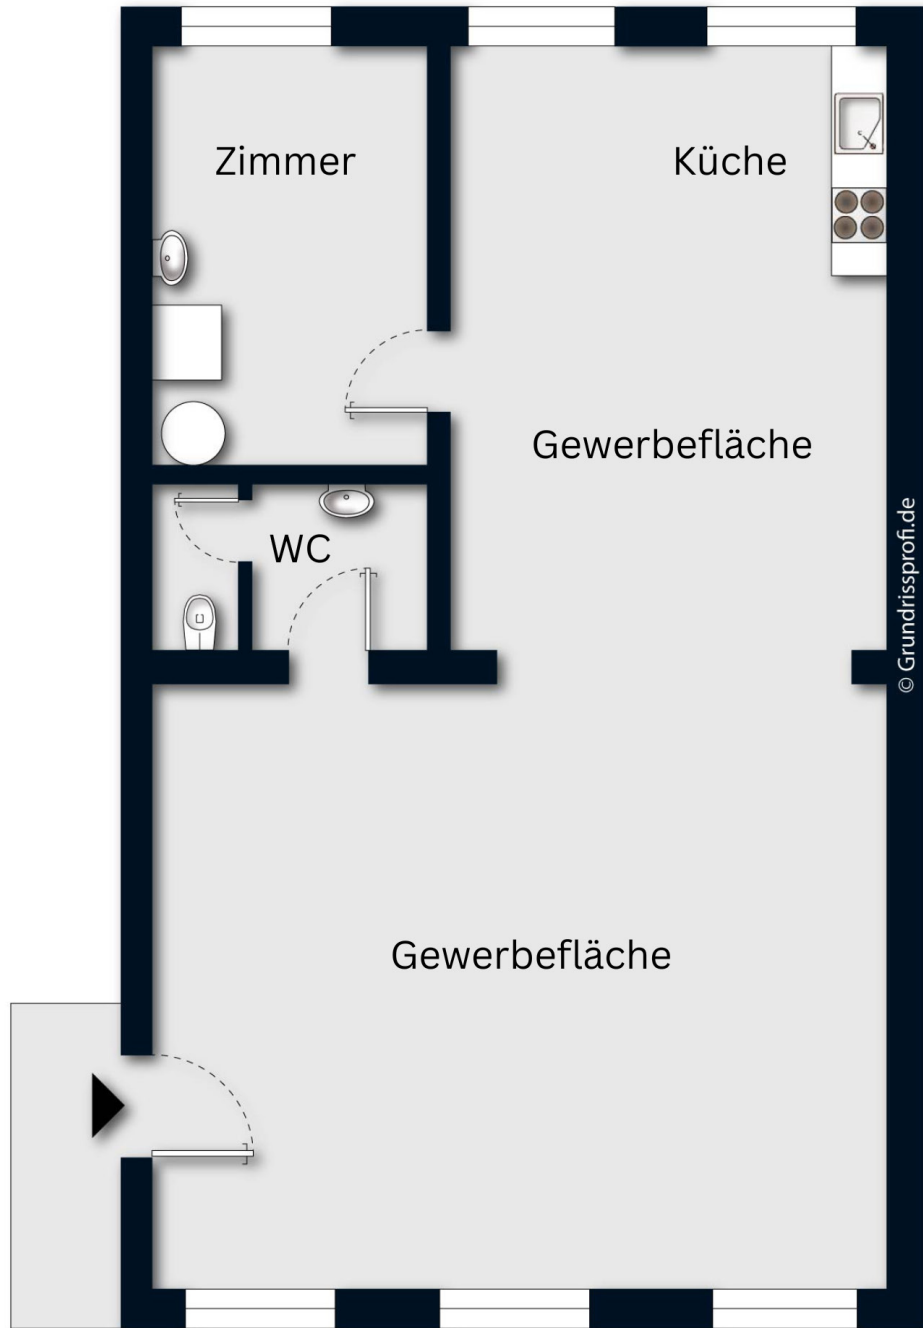 Zimmer
Küche
Gewerbefläche
WC
© Grundrissprofi.de
Gewerbefläche